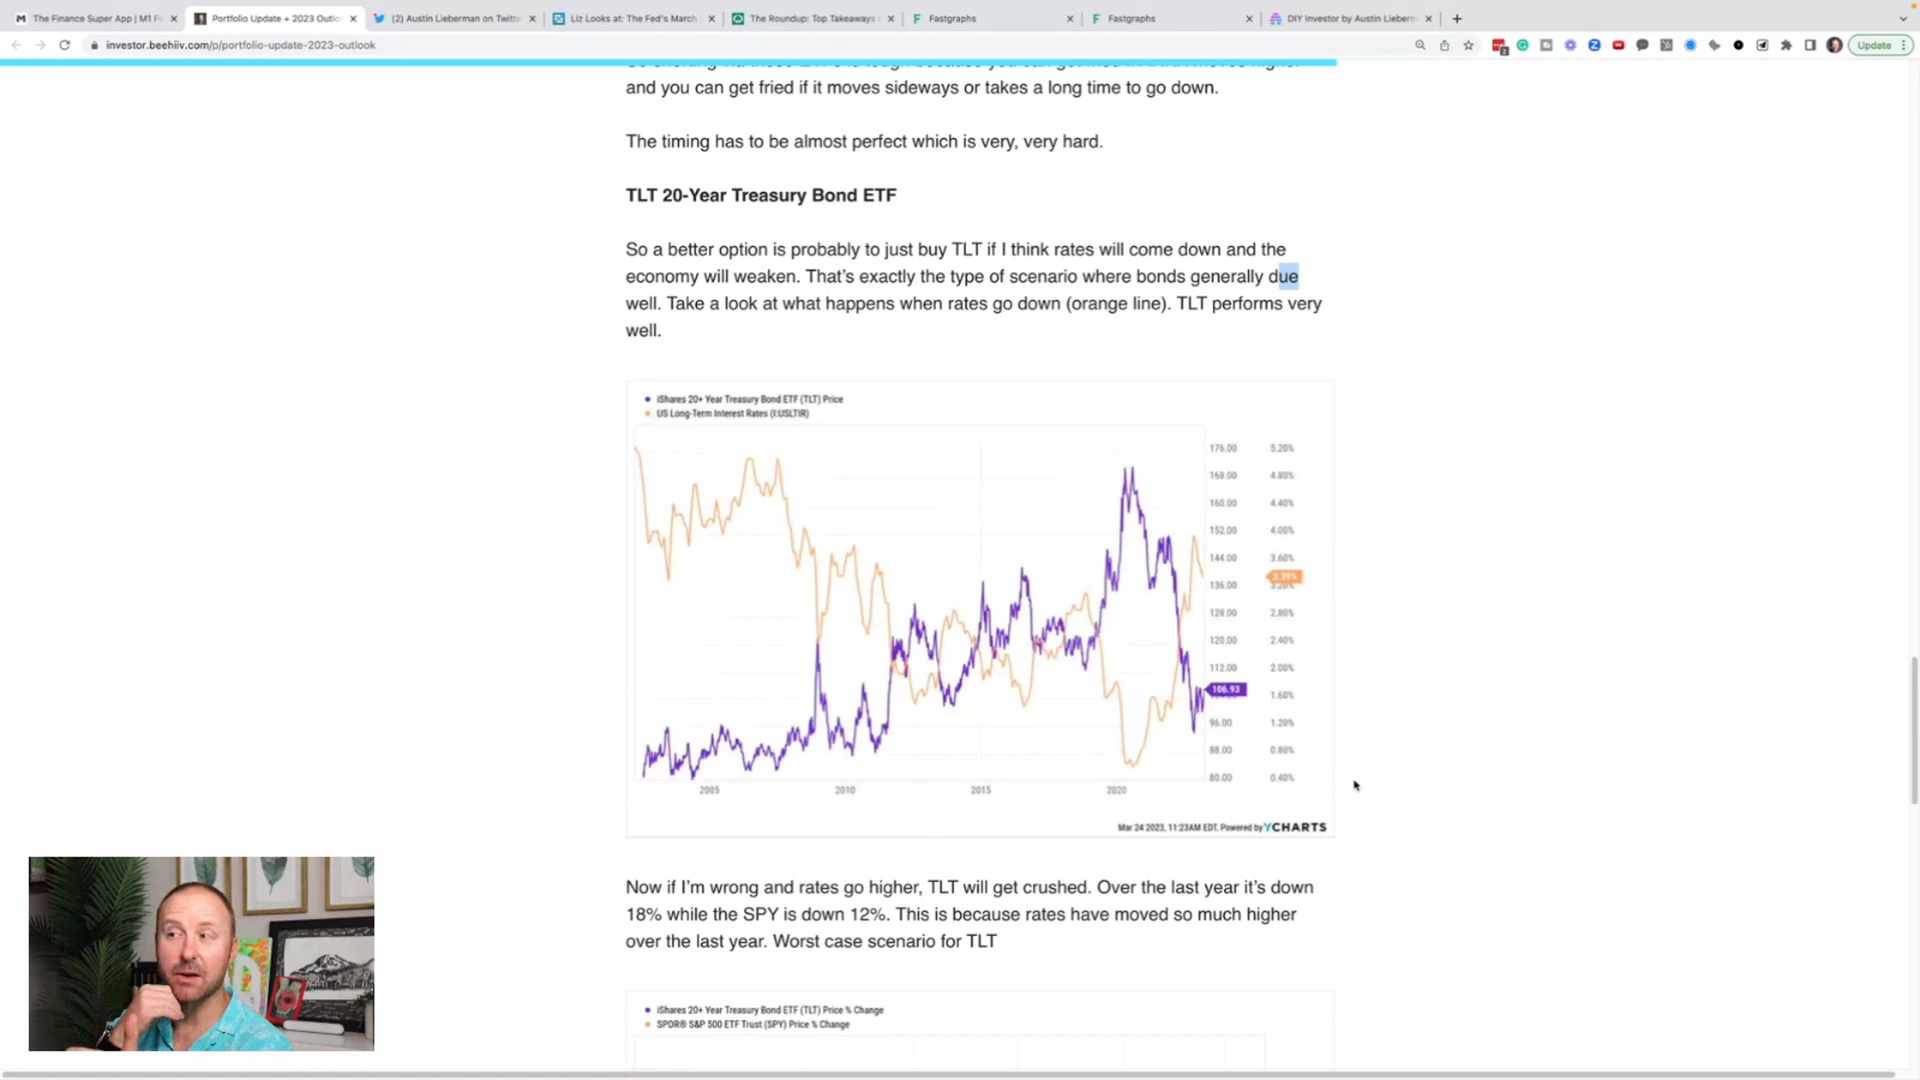 The Finance Super App | M1 Fi
Portfolio Update + 2023 Outlo
(2) Austin Lieberman on Twitte
Liz Looks at: The Fed's March
The Roundup: Top Takeaways
Fastgraphs
Fastgraphs
DIY Investor by Austin Lieberm
investor.beehiiv.com/p/portfolio-update-2023-outlook
Update
and you can get fried if it moves sideways or takes a long time to go down.
The timing has to be almost perfect which is very, very hard.
TLT 20-Year Treasury Bond ETF
So a better option is probably to just buy TLT if I think rates will come down and the
economy will weaken. That's exactly the type of scenario where bonds generally due
well. Take a look at what happens when rates go down (orange line). TLT performs very
well.
iShares 20+ Year Treasury Bond ETF (TLT) Price
US Long-Term Interest Rates (I:USLTIR)
176.00 5.20%
168.00 4.80%
160.00 4.40%
152.00 4.00%
144.00 3.60%
3.39%
136.00 3.20%
128.00 2.80%
120.00 2.40%
112.00 2.00%
106.93
1.60%
96.00 1.20%
88.00 0.80%
80.00 0.40%
2005 2010 2015 2020
Mar 24 2023, 11:23AM EDT. Powered by YCHARTS
Now if I'm wrong and rates go higher, TLT will get crushed. Over the last year it's down
18% while the SPY is down 12%. This is because rates have moved so much higher
over the last year. Worst case scenario for TLT
iShares 20+ Year Treasury Bond ETF (TLT) Price % Change
SPDR® S&P 500 ETF Trust (SPY) Price % Change